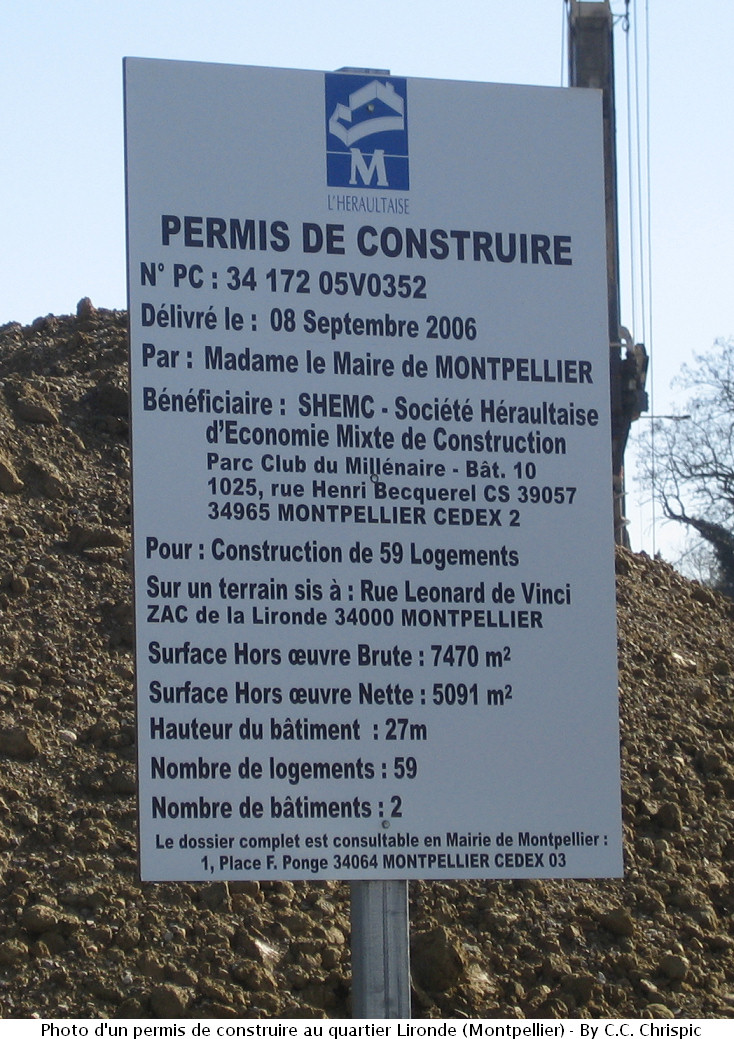 M
L'HERAULTAISE
PERMIS DE CONSTRUIRE
N° PC : 34 172 05V0352
Délivré le : 08 Septembre 2006
Par : Madame le Maire de MONTPELLIER
Bénéficiaire : SHEMC - Société Héraultaise
d'Economie Mixte de Construction
Parc Club du Millénaire - Bât. 10
1025, rue Henri Becquerel CS 39057
34965 MONTPELLIER CEDEX 2
Pour : Construction de 59 Logements
Sur un terrain sis à : Rue Leonard de Vinci
ZAC de la Lironde 34000 MONTPELLIER
Surface Hors œuvre Brute : 7470 m²
Surface Hors œuvre Nette : 5091 m²
Hauteur du bâtiment : 27m
Nombre de logements : 59
Nombre de bâtiments : 2
Le dossier complet est consultable en Mairie de Montpellier :
1, Place F. Ponge 34064 MONTPELLIER CEDEX 03
Photo d'un permis de construire au quartier Lironde (Montpellier) - By C.C. Chrispic